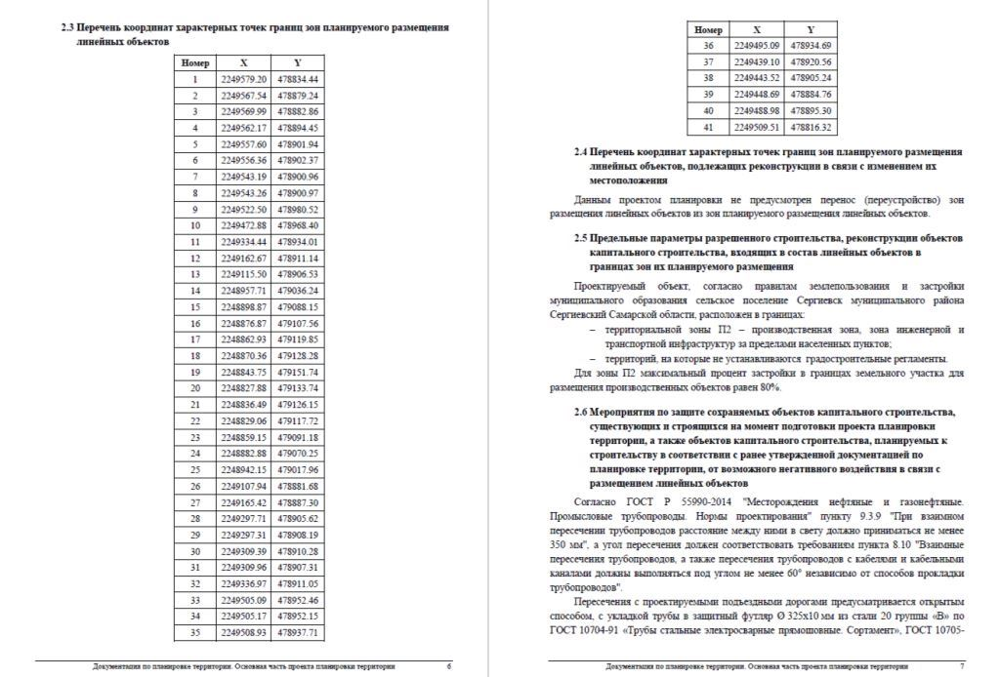 2.3 Перечень координат характерных точек границ зон планируемого размещения
линейных объектов
Номер X Y
1 2249579.20 478834.44
2 2249567.54 478879.24
3 2249569.99 478882.86
4 2249562.17 478894.45
5 2249557.60 478901.94
6 2249556.36 478902.37
7 2249543.19 478900.96
8 2249543.26 478900.97
9 2249522.50 478980.52
10 2249472.88 478968.40
11 2249334.44 478934.01
12 2249162.67 478911.14
13 2249115.50 478906.53
14 2248957.71 479036.24
15 2248898.87 479088.15
16 2248876.87 479107.56
17 2248862.93 479119.85
18 2248870.36 479128.28
19 2248843.75 479151.74
20 2248827.88 479133.74
21 2248836.49 479126.15
22 2248829.06 479117.72
23 2248859.15 479091.18
24 2248882.88 479070.25
25 2248942.15 479017.96
26 2249107.94 478881.68
27 2249165.42 478887.30
28 2249297.71 478905.62
29 2249297.31 478908.19
30 2249309.39 478910.28
31 2249309.96 478907.31
32 2249336.97 478911.05
33 2249505.09 478952.46
34 2249505.17 478952.15
35 2249508.93 478937.71
Документация по планировке территории. Основная часть проекта планировки территории 6
Номер X Y
36 2249495.09 478934.69
37 2249439.10 478920.56
38 2249443.52 478905.24
39 2249448.69 478884.76
40 2249488.98 478895.30
41 2249509.51 478816.32
2.4 Перечень координат характерных точек границ зон планируемого размещения
линейных объектов, подлежащих реконструкции в связи с изменением их
местоположения
Данным проектом планировки не предусмотрен перенос (переустройство) зон
размещения линейных объектов из зон планируемого размещения линейных объектов.
2.5 Предельные параметры разрешенного строительства, реконструкции объектов
капитального строительства, входящих в состав линейных объектов в
границах зон их планируемого размещения
Проектируемый объект, согласно правилам землепользования и застройки
муниципального образования сельское поселение Сергиевск муниципального района
Сергиевский Самарской области, расположен в границах:
– территориальной зоны П2 – производственная зона, зона инженерной и
транспортной инфраструктур за пределами населенных пунктов;
– территорий, на которые не устанавливаются градостроительные регламенты.
Для зоны П2 максимальный процент застройки в границах земельного участка для
размещения производственных объектов равен 80%.
2.6 Мероприятия по защите сохраняемых объектов капитального строительства,
существующих и строящихся на момент подготовки проекта планировки
территории, а также объектов капитального строительства, планируемых к
строительству в соответствии с ранее утвержденной документацией по
планировке территории, от возможного негативного воздействия в связи с
размещением линейных объектов
Согласно ГОСТ Р 55990-2014 "Месторождения нефтяные и газонефтяные.
Промысловые трубопроводы. Нормы проектирования" пункту 9.3.9 "При взаимном
пересечении трубопроводов расстояние между ними в свету должно приниматься не менее
350 мм", а угол пересечения должен соответствовать требованиям пункта 8.10 "Взаимные
пересечения трубопроводов, а также пересечения трубопроводов с кабелями и кабельными
каналами должны выполняться под углом не менее 60° независимо от способов прокладки
трубопроводов".
Пересечения с проектируемыми подъездными дорогами предусматривается открытым
способом, с укладкой трубы в защитный футляр Ø 325х10 мм из стали 20 группы «В» по
ГОСТ 10704-91 «Трубы стальные электросварные прямошовные. Сортамент», ГОСТ 10705-
Документация по планировке территории. Основная часть проекта планировки территории 7